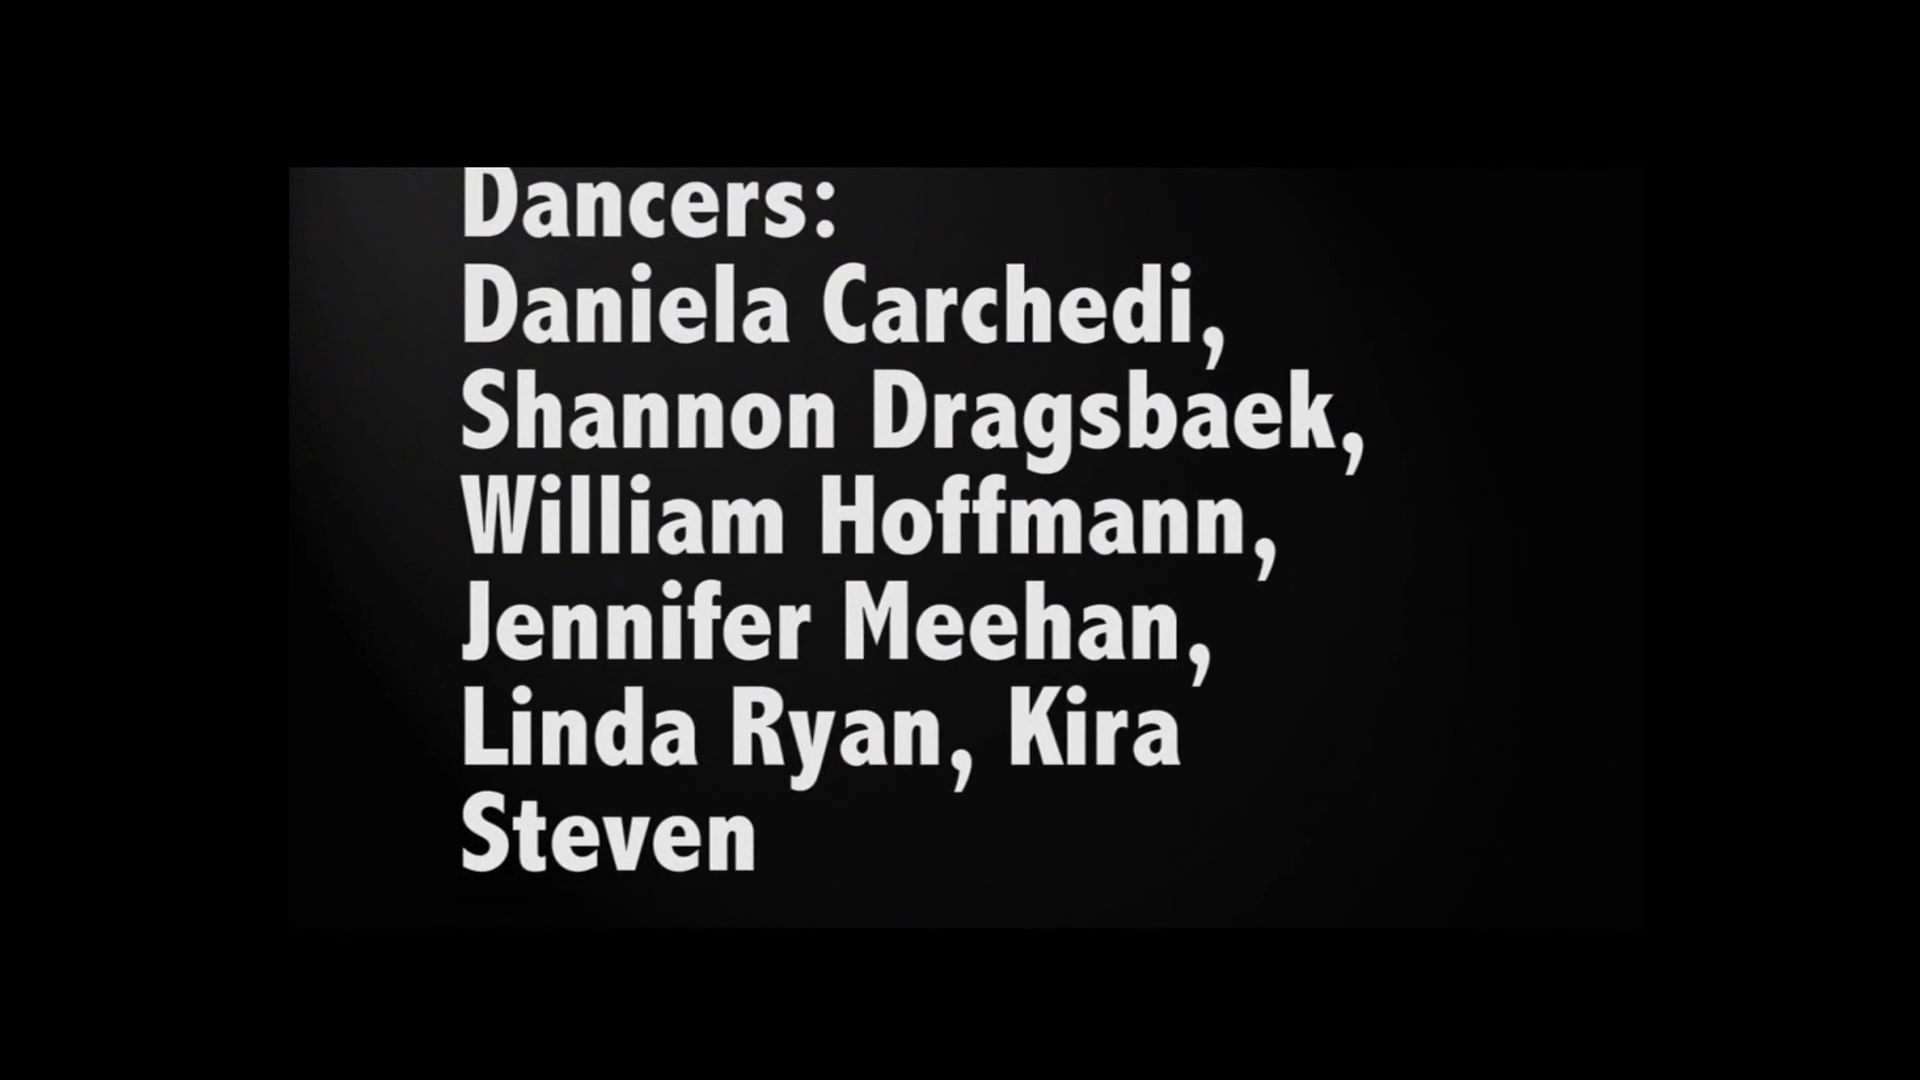 Dancers:
Daniela Carchedi,
Shannon Dragsbaek,
William Hoffmann,
Jennifer Meehan,
Linda Ryan, Kira
Steven